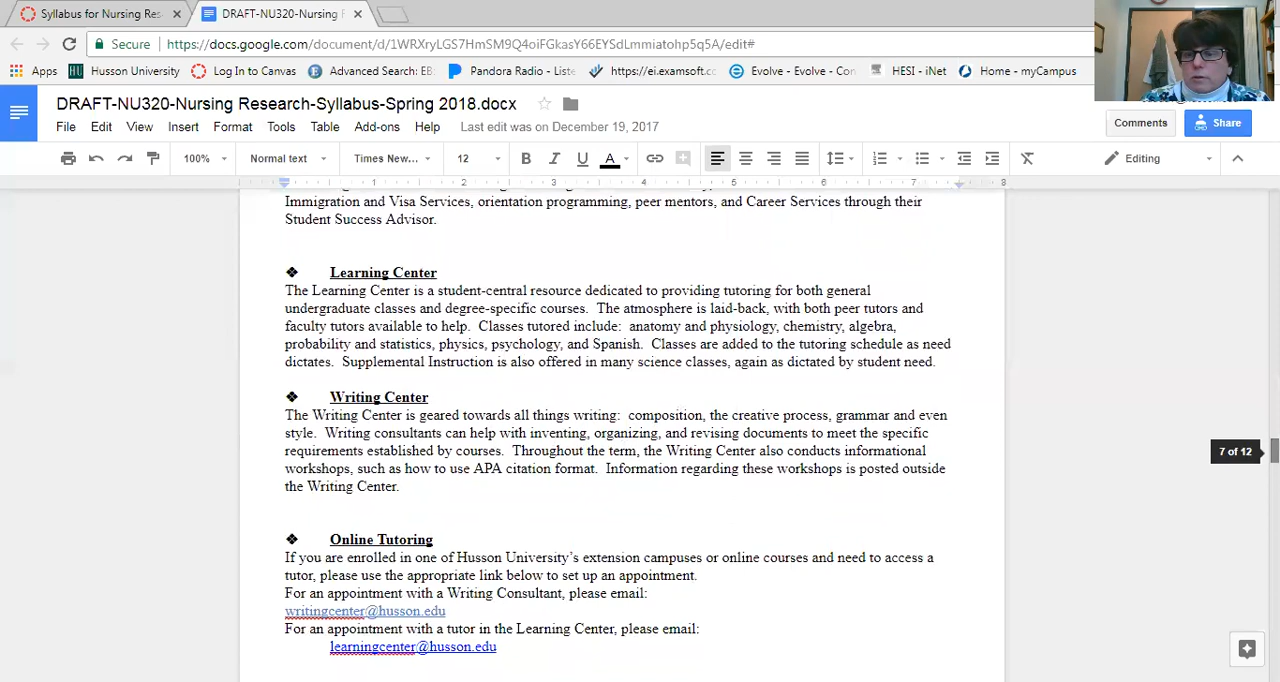 Syllabus for Nursing Res
DRAFT-NU320-Nursing F
Secure
https://docs.google.com/document/d/1WRXryLGS7HmSM9Q4oiFGkasY66EYSdLmmiatohp5q5A/edit#
Apps
Husson University
Log In to Canvas
Advanced Search: EB
Pandora Radio - Liste
https://ei.examsoft.cc
Evolve - Evolve - Con
HESI - iNet
Home - myCampus
DRAFT-NU320-Nursing Research-Syllabus-Spring 2018.docx
Comments
Share
File Edit View Insert Format Tools Table Add-ons Help Last edit was on December 19, 2017
100% Normal text Times New... 12 B I U A Editing
1 2 3 4 5 6 7 8
Immigration and Visa Services, orientation programming, peer mentors, and Career Services through their
Student Success Advisor.
❖ Learning Center
The Learning Center is a student-central resource dedicated to providing tutoring for both general
undergraduate classes and degree-specific courses. The atmosphere is laid-back, with both peer tutors and
faculty tutors available to help. Classes tutored include: anatomy and physiology, chemistry, algebra,
probability and statistics, physics, psychology, and Spanish. Classes are added to the tutoring schedule as need
dictates. Supplemental Instruction is also offered in many science classes, again as dictated by student need.
❖ Writing Center
The Writing Center is geared towards all things writing: composition, the creative process, grammar and even
style. Writing consultants can help with inventing, organizing, and revising documents to meet the specific
requirements established by courses. Throughout the term, the Writing Center also conducts informational
workshops, such as how to use APA citation format. Information regarding these workshops is posted outside
the Writing Center.
7 of 12
❖ Online Tutoring
If you are enrolled in one of Husson University’s extension campuses or online courses and need to access a
tutor, please use the appropriate link below to set up an appointment.
For an appointment with a Writing Consultant, please email:
writingcenter@husson.edu
For an appointment with a tutor in the Learning Center, please email:
learningcenter@husson.edu